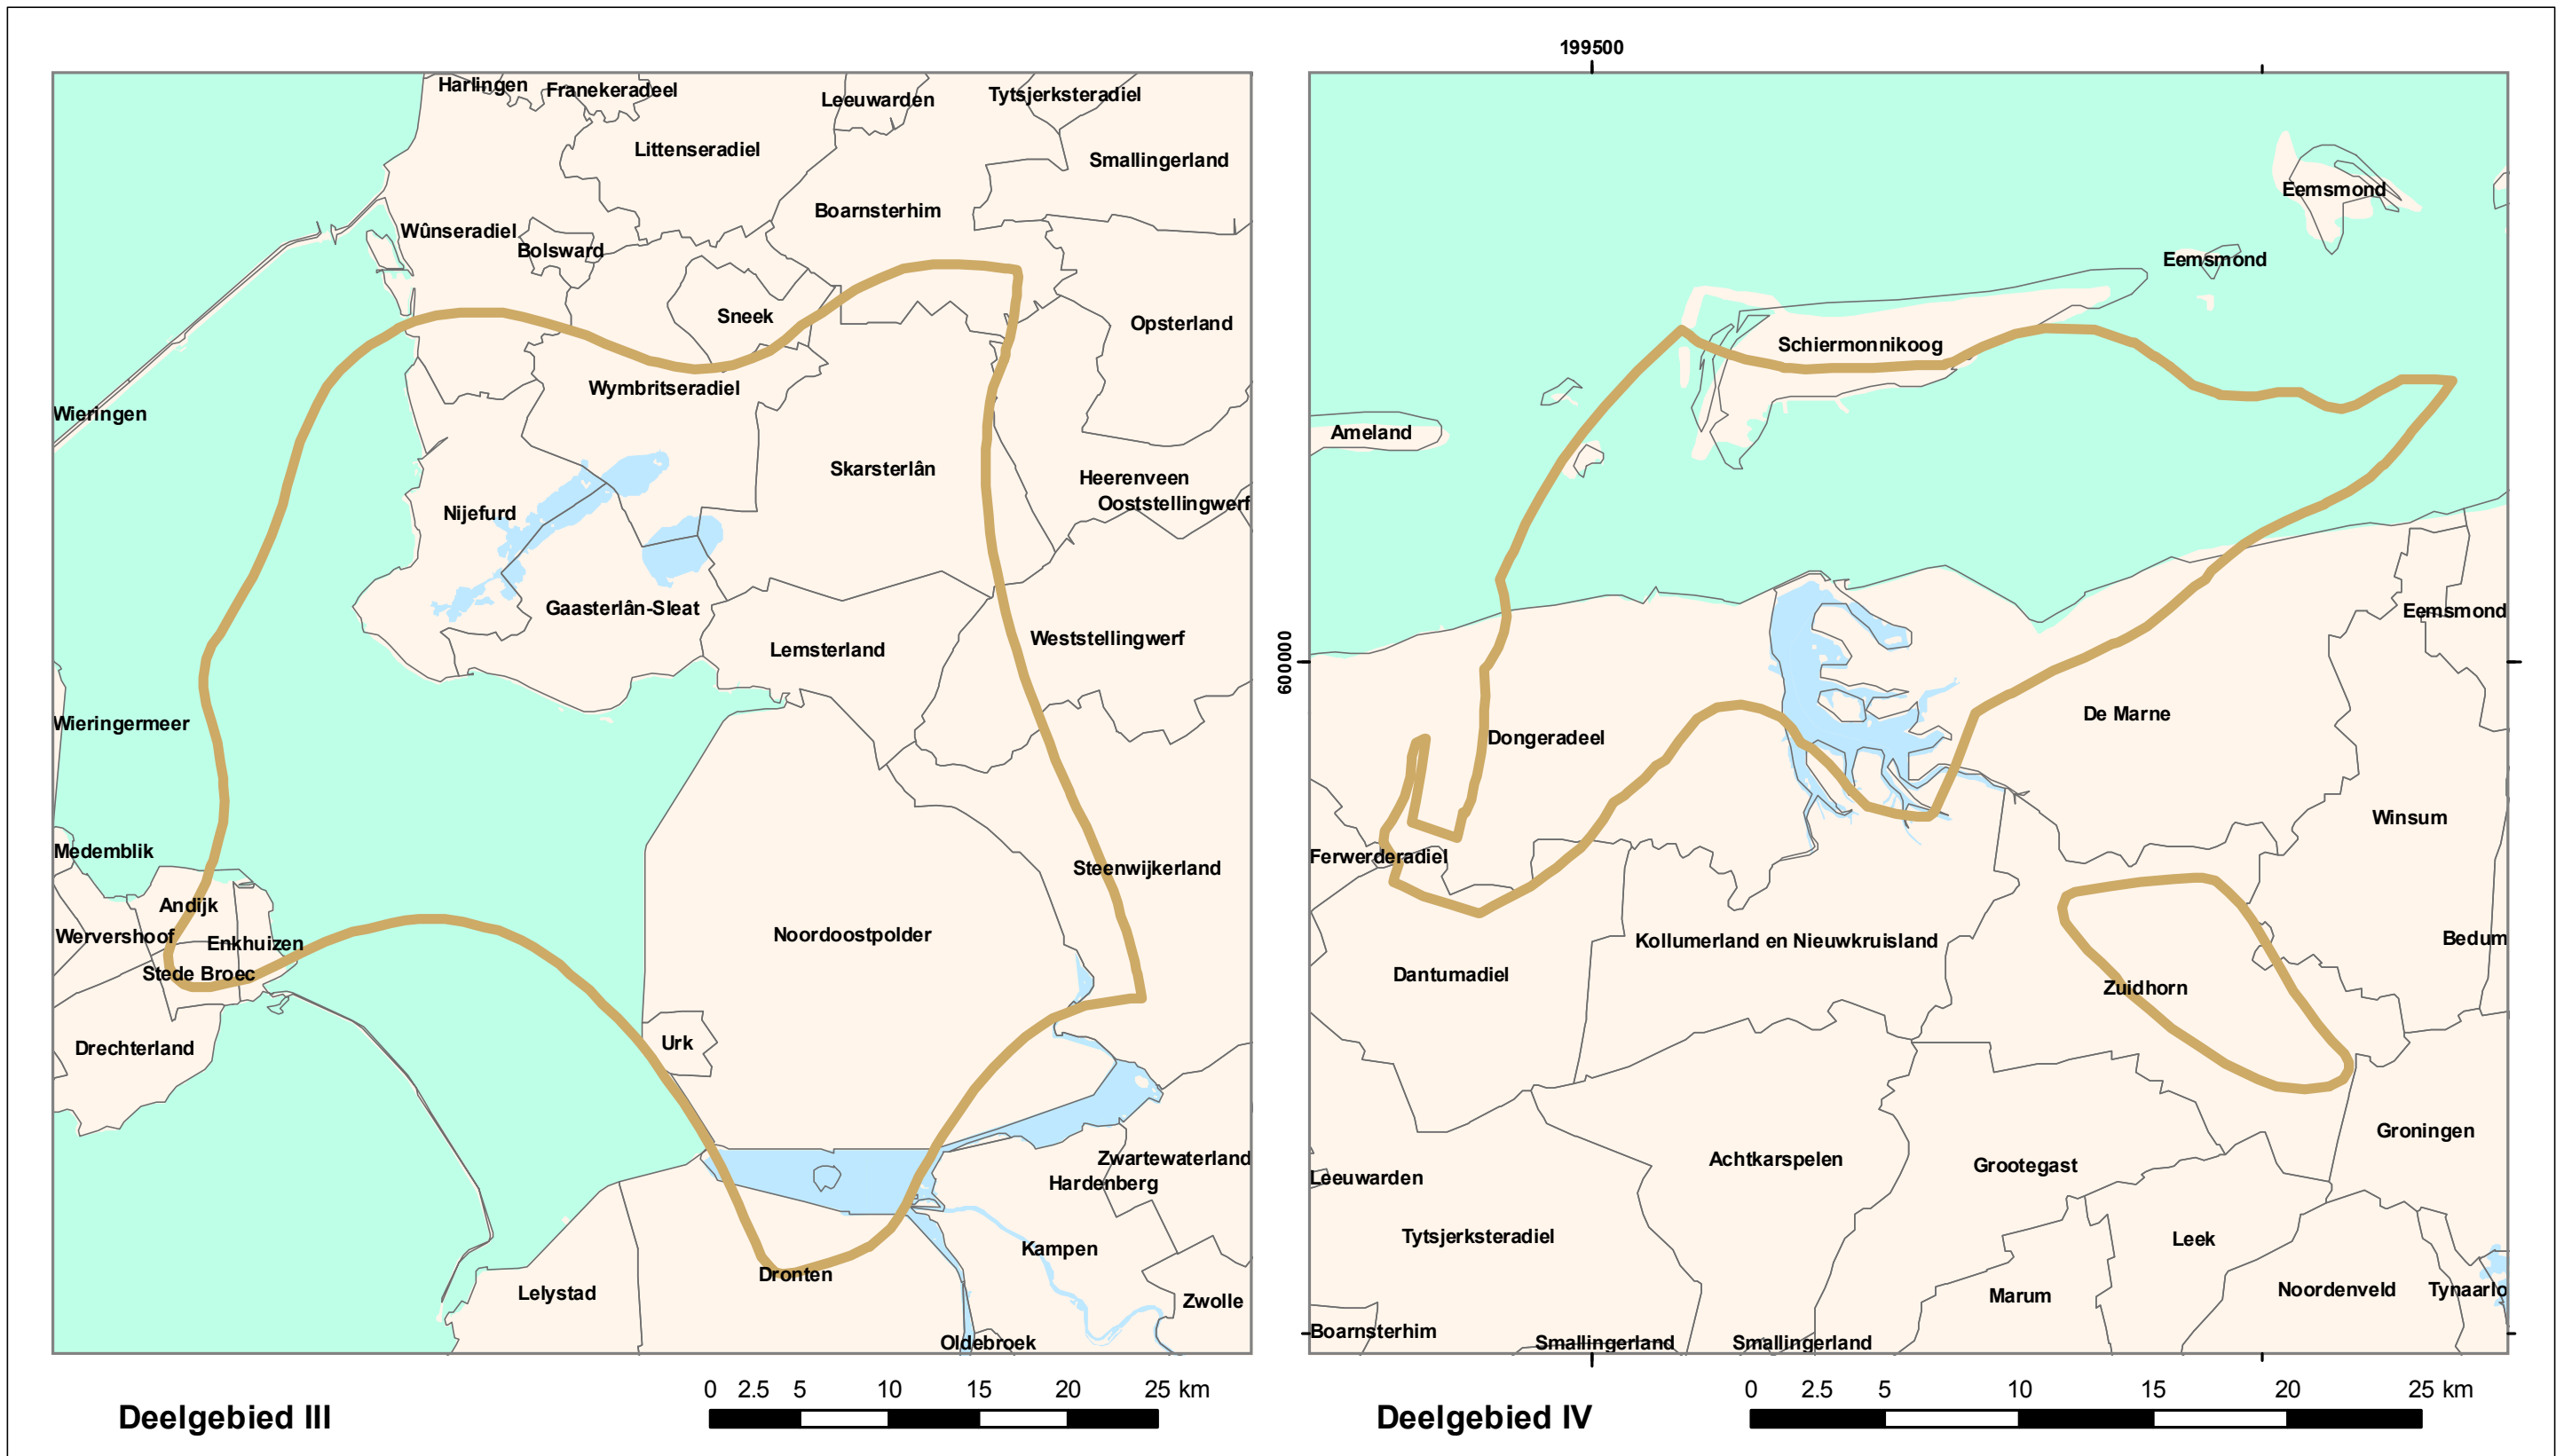 Harlingen
Franekeradeel
Leeuwarden
Tytsjerksteradiel
Littenseradiel
Smallingerland
Boarnsterhim
Wûnseradiel
Bolsward
Sneek
Opsterland
Wymbritseradiel
Wieringen
Skarsterlân
Heerenveen
Ooststellingwerf
Nijefurd
Gaasterlân-Sleat
Weststellingwerf
Lemsterland
Wieringermeer
Medemblik
Steenwijkerland
Andijk
Wervershoof
Enkhuizen
Noordoostpolder
Stede Broec
Urk
Drechterland
Zwartewaterland
Hardenberg
Kampen
Dronten
Lelystad
Zwolle
Oldebroek
Deelgebied III
0 2.5 5 10 15 20 25 km
199500
Eemsmond
Eemsmond
Schiermonnikoog
Ameland
Eemsmond
600000
De Marne
Dongeradeel
Winsum
Ferwerderadiel
Bedum
Kollumerland en Nieuwkruisland
Dantumadiel
Zuidhorn
Groningen
Achtkarspelen
Grootegast
Leeuwarden
Tytsjerksteradiel
Leek
Noordenveld
Tynaarlo
Marum
Boarnsterhim
Smallingerland
Smallingerland
Deelgebied IV
0 2.5 5 10 15 20 25 km